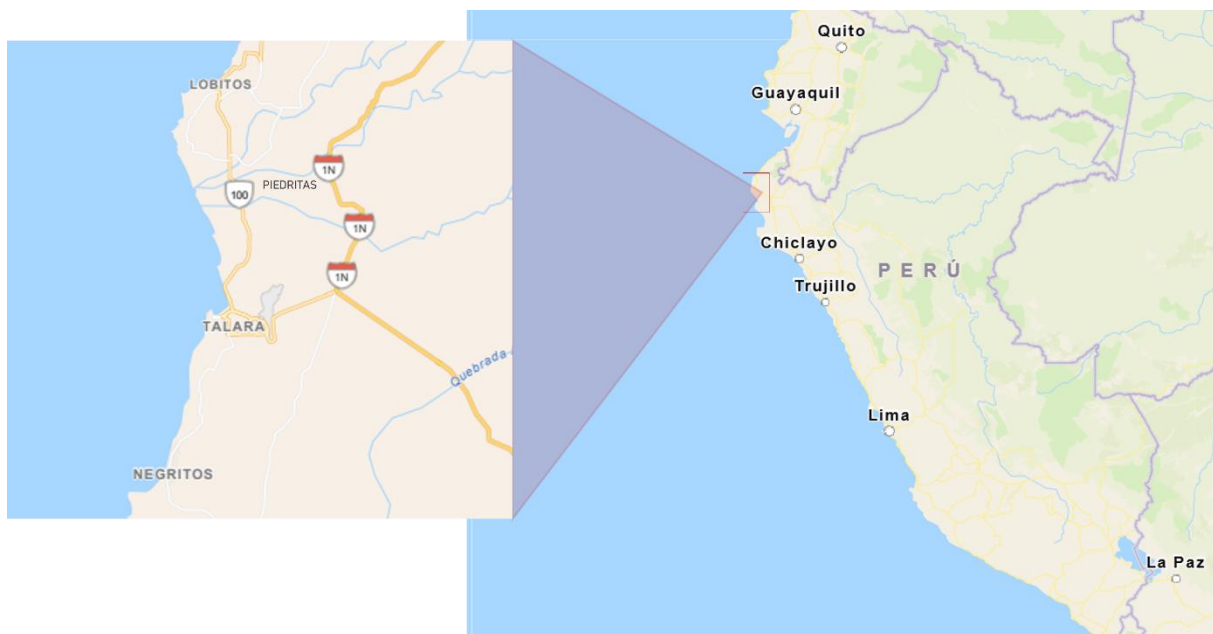 LOBITOS
1N
PIEDRITAS
100
1N
1N
TALARA
Quebrada
NEGRITOS
Quito
Guayaquil
Chiclayo
PERÚ
Trujillo
Lima
La Paz